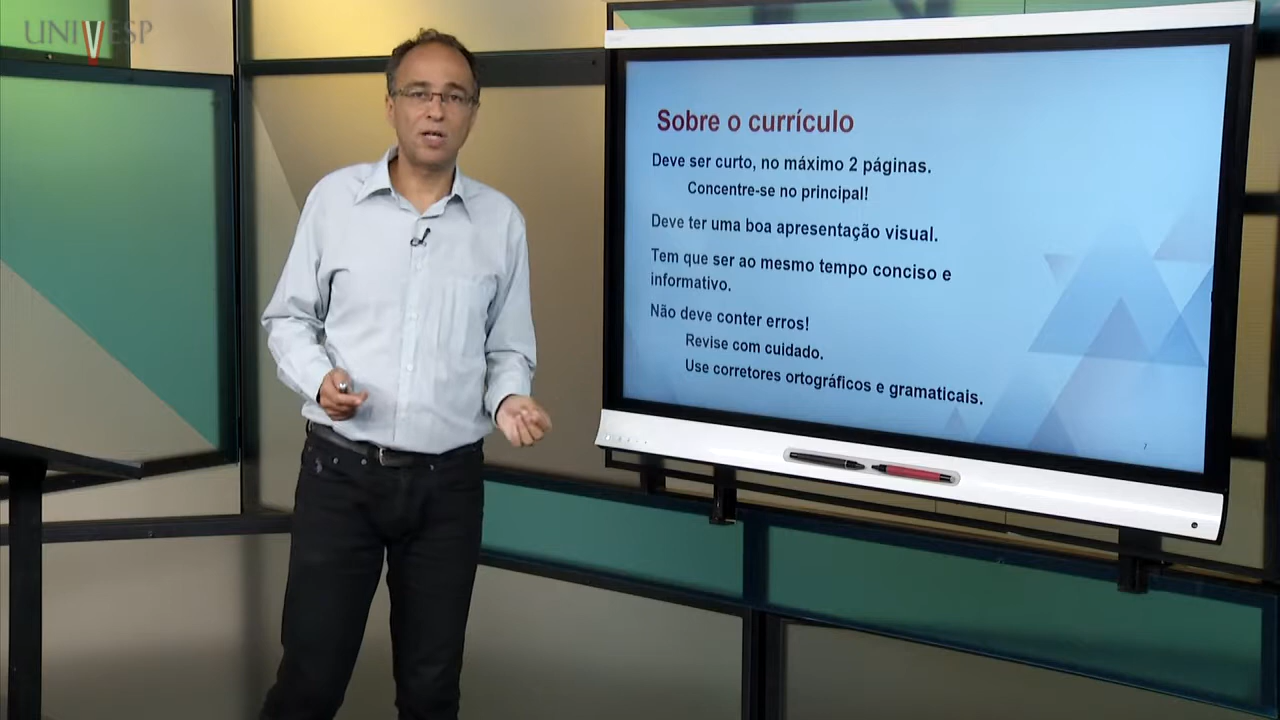 UNIVESP
Sobre o currículo
Deve ser curto, no máximo 2 páginas.
Concentre-se no principal!
Deve ter uma boa apresentação visual.
Tem que ser ao mesmo tempo conciso e
informativo.
Não deve conter erros!
Revise com cuidado.
Use corretores ortográficos e gramaticais.
7